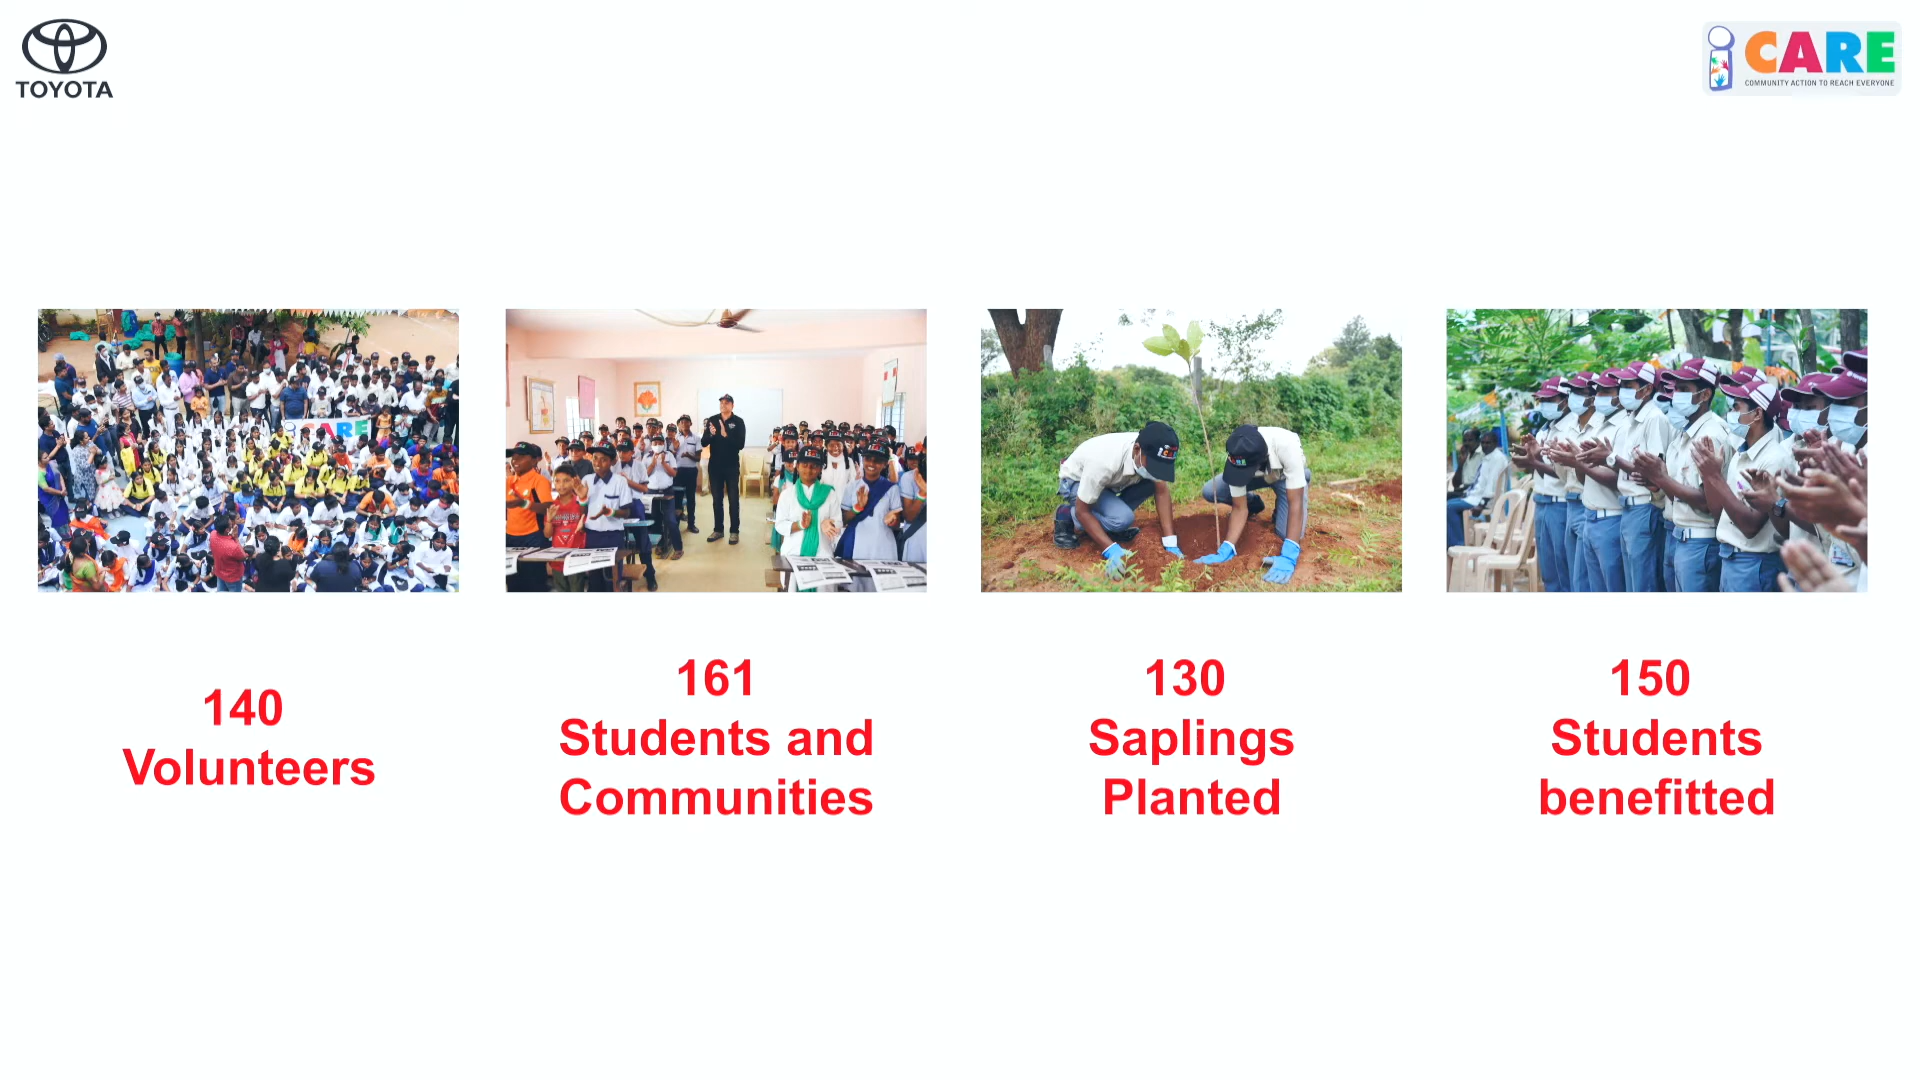 TOYOTA
i CARE
COMMUNITY ACTION TO REACH EVERYONE
CARE
140
Volunteers
161
Students and
Communities
130
Saplings
Planted
150
Students
benefitted